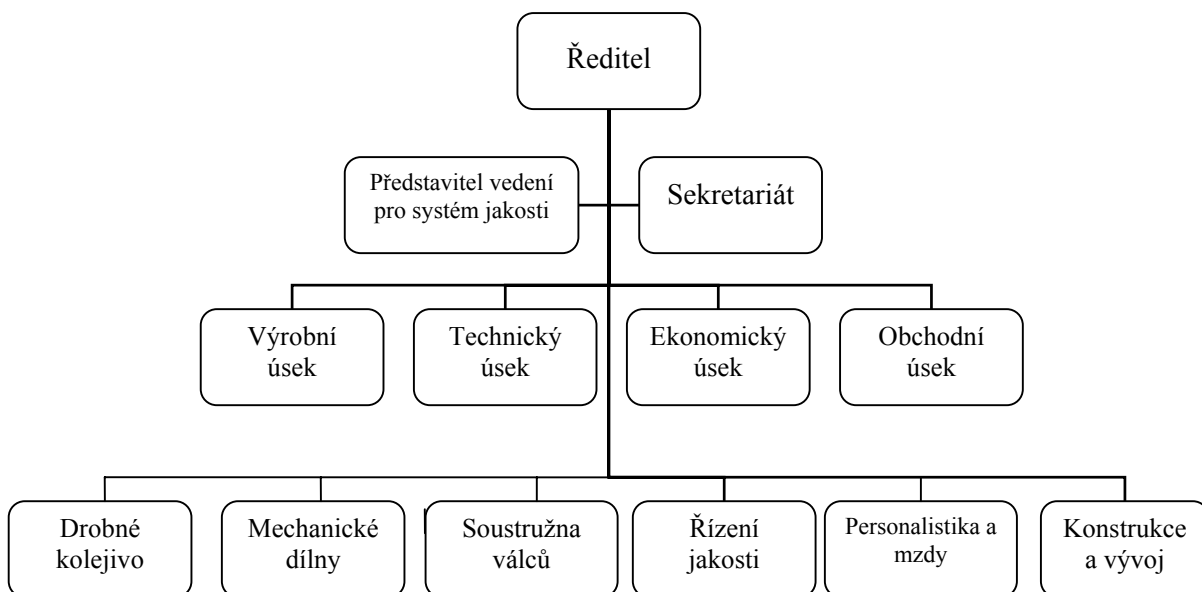 Ředitel
Představitel vedení
pro systém jakosti
Sekretariát
Výrobní
úsek
Technický
úsek
Ekonomický
úsek
Obchodní
úsek
Drobné
kolejivo
Mechanické
dílny
Soustružna
válců
Řízení
jakosti
Personalistika a
mzdy
Konstrukce
a vývoj